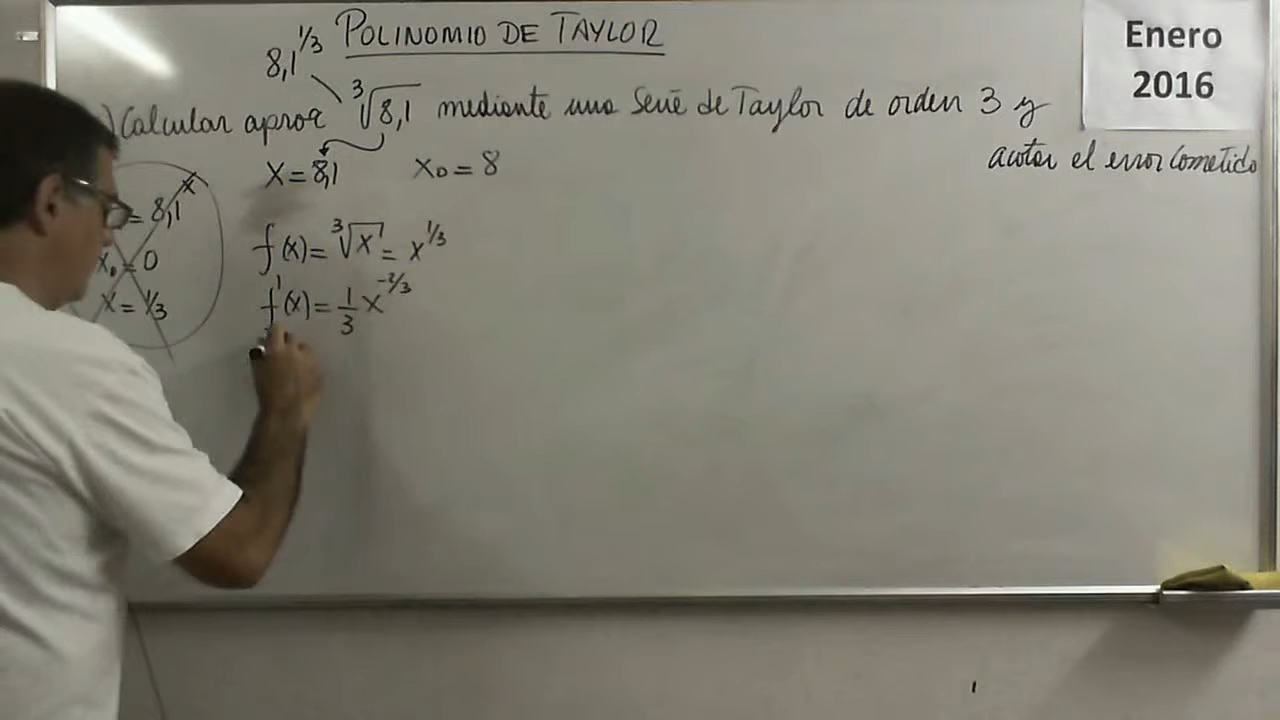 POLINOMIO DE TAYLOR
8,1^1/3
Calcular aprox ∛8,1 mediante una Serie de Taylor de orden 3 y
acotar el error cometido
X = 8,1 X₀ = 8
= 8,1^x
X₀ = 0
X = 1/3
f(x) = ∛x = x^1/3
f'(x) = 1/3 x^-2/3
Enero
2016